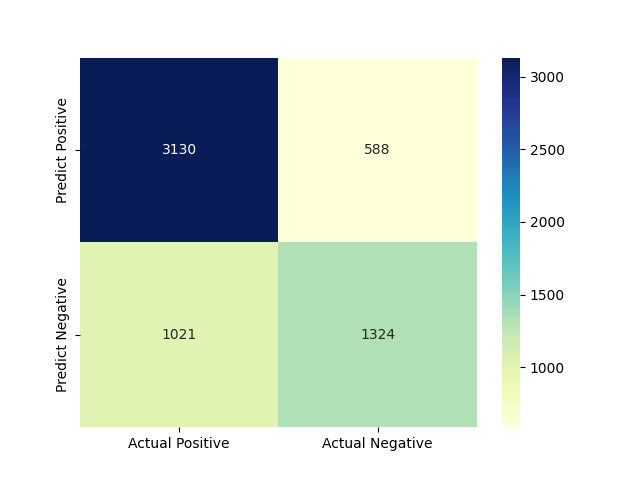 Predict Positive
3130
588
Predict Negative
1021
1324
Actual Positive
Actual Negative
3000
2500
2000
1500
1000